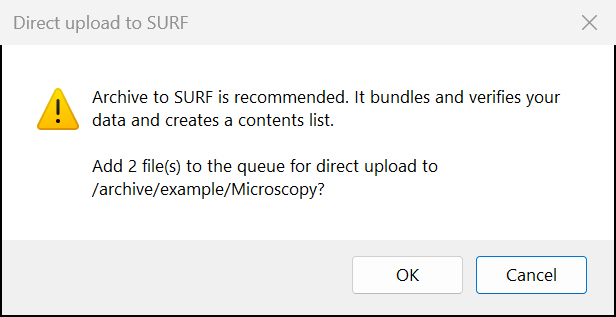 Direct upload to SURF
Archive to SURF is recommended. It bundles and verifies your
data and creates a contents list.
Add 2 file(s) to the queue for direct upload to
/archive/example/Microscopy?
OK
Cancel